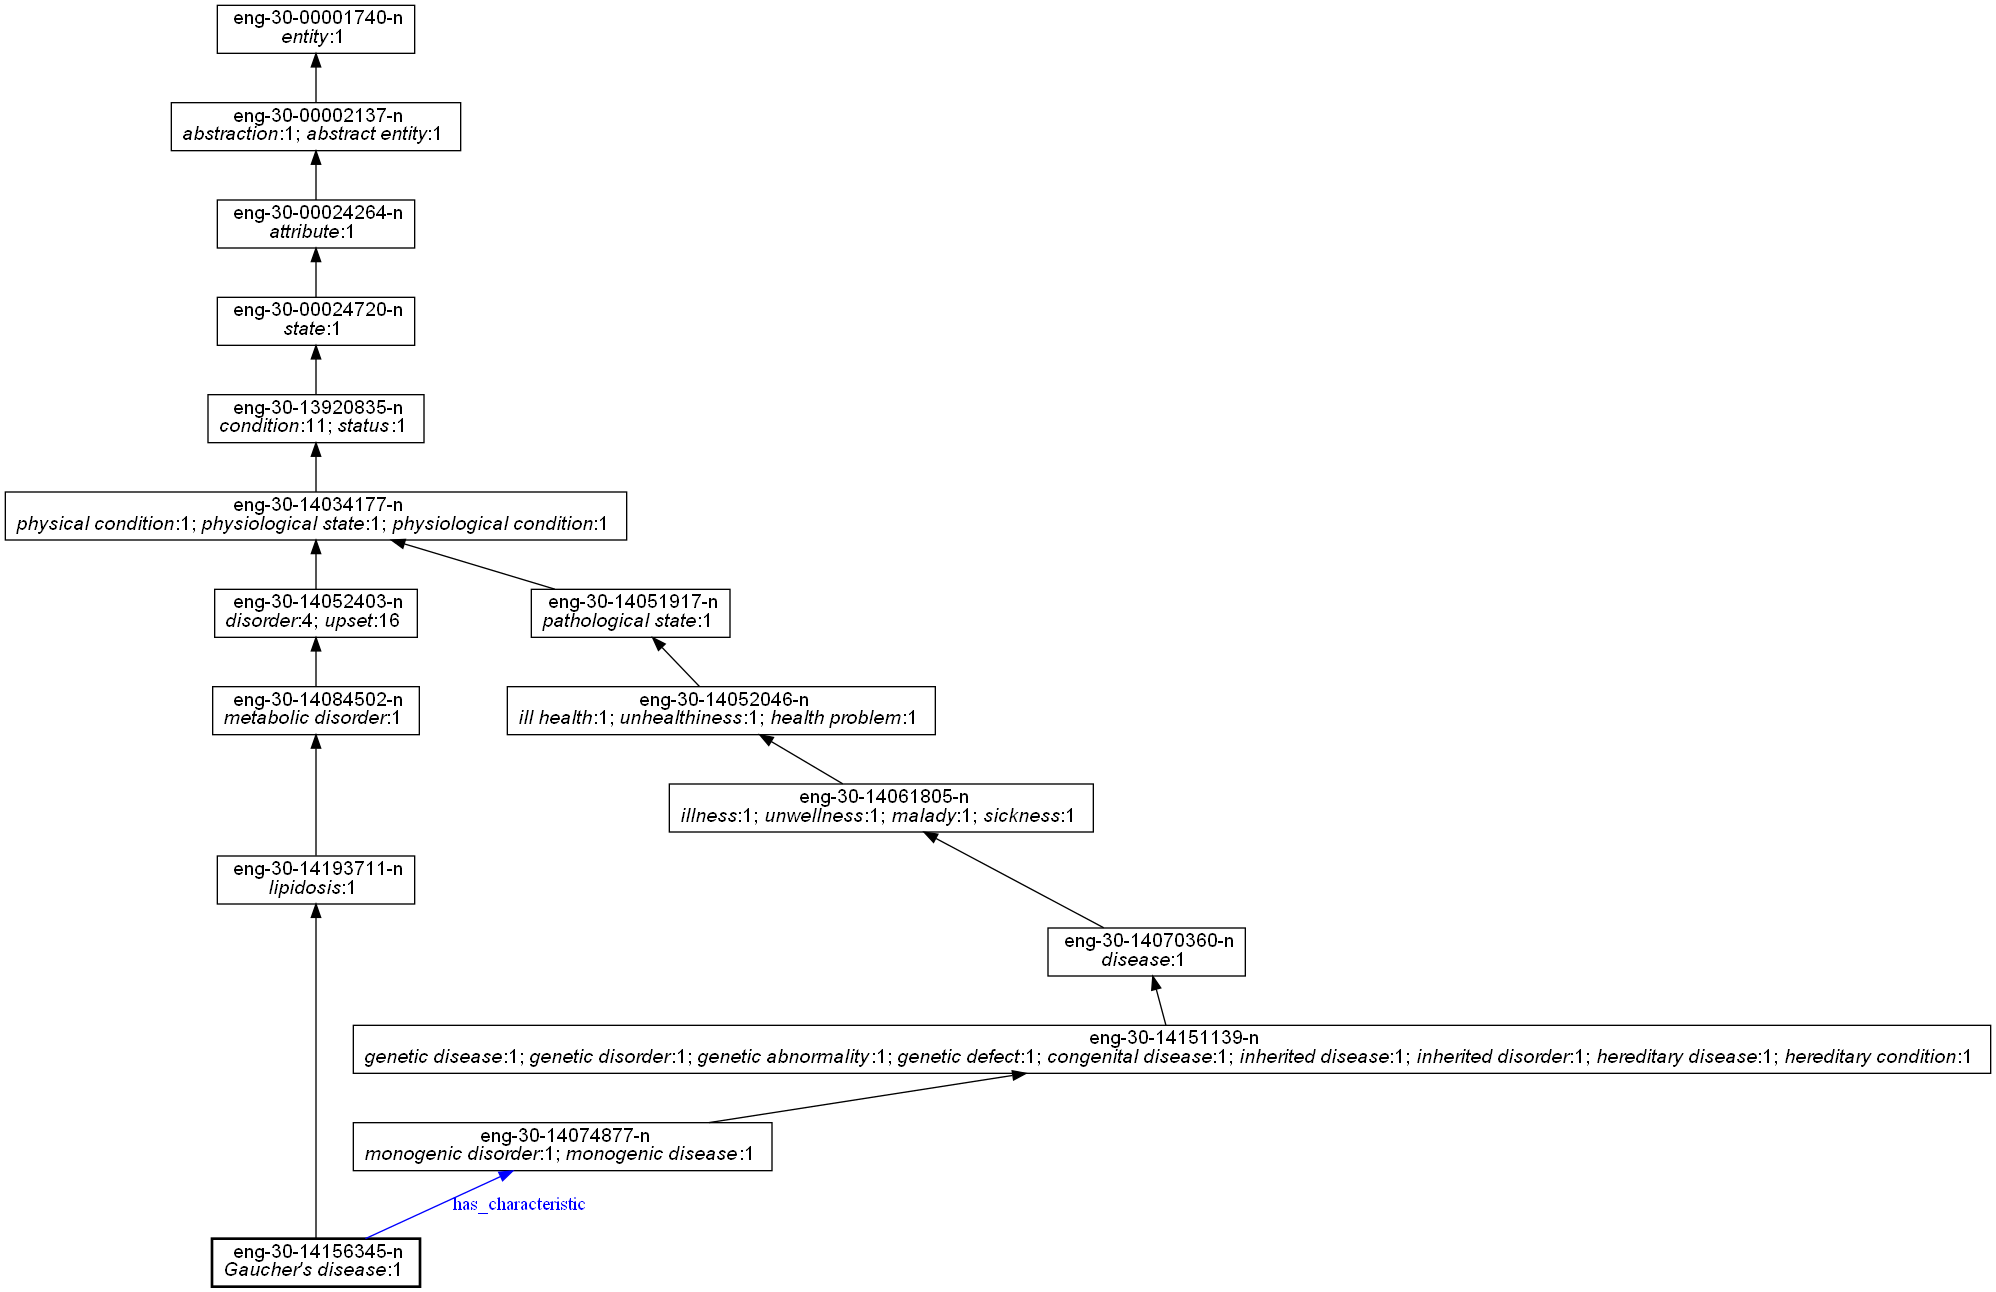 eng-30-00001740-n
entity:1
eng-30-00002137-n
abstraction:1; abstract entity:1
eng-30-00024264-n
attribute:1
eng-30-00024720-n
state:1
eng-30-13920835-n
condition:11; status:1
eng-30-14034177-n
physical condition:1; physiological state:1; physiological condition:1
eng-30-14052403-n
disorder:4; upset:16
eng-30-14051917-n
pathological state:1
eng-30-14084502-n
metabolic disorder:1
eng-30-14052046-n
ill health:1; unhealthiness:1; health problem:1
eng-30-14061805-n
illness:1; unwellness:1; malady:1; sickness:1
eng-30-14193711-n
lipidosis:1
eng-30-14070360-n
disease:1
eng-30-14151139-n
genetic disease:1; genetic disorder:1; genetic abnormality:1; genetic defect:1; congenital disease:1; inherited disease:1; inherited disorder:1; hereditary disease:1; hereditary condition:1
eng-30-14074877-n
monogenic disorder:1; monogenic disease:1
has_characteristic
eng-30-14156345-n
Gaucher's disease:1